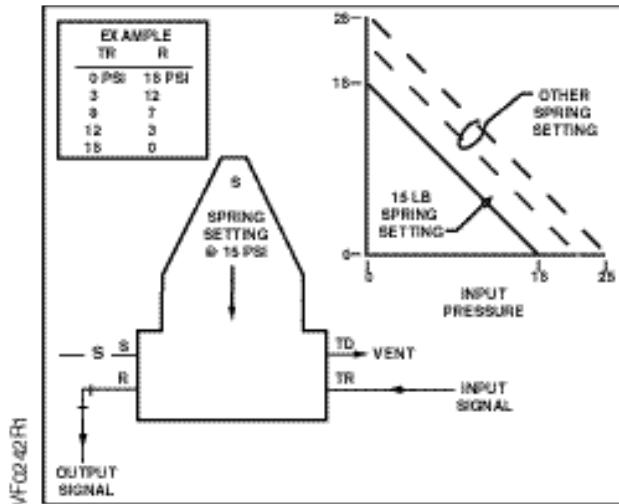 EXAMPLE
TR R
0 PSI 15 PSI
3 12
8 7
12 3
15 0
S
SPRING
SETTING
@ 15 PSI
S S
R
OUTPUT
SIGNAL
TD VENT
TR
INPUT
SIGNAL
25
15
0
0 15 25
INPUT
PRESSURE
OTHER
SPRING
SETTING
15 LB
SPRING
SETTING
VF0242R1